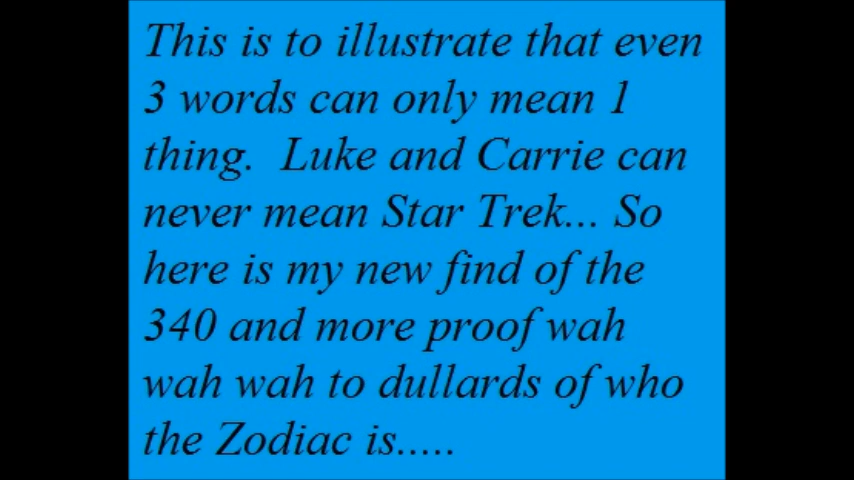 This is to illustrate that even
3 words can only mean 1
thing.  Luke and Carrie can
never mean Star Trek... So
here is my new find of the
340 and more proof wah
wah wah to dullards of who
the Zodiac is.....